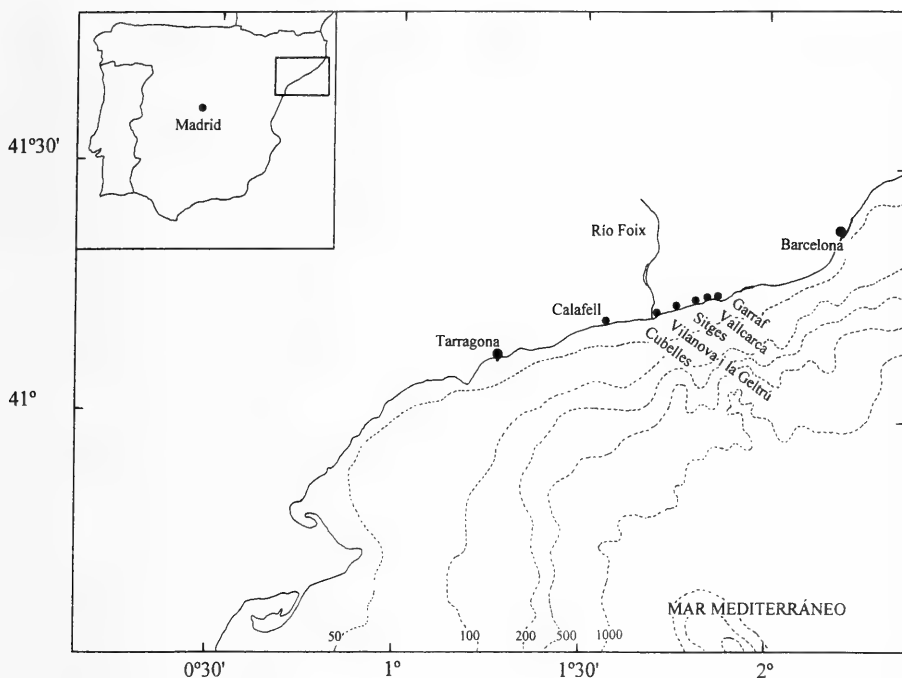 Madrid
41°30'
Río Foix
Barcelona
Calafell
Garraf
Vallcarca
Sitges
Vilanova i la Geltrú
Cubelles
Tarragona
41°
MAR MEDITERRÁNEO
50
100
200
500
1000
0°30'
1°
1°30'
2°